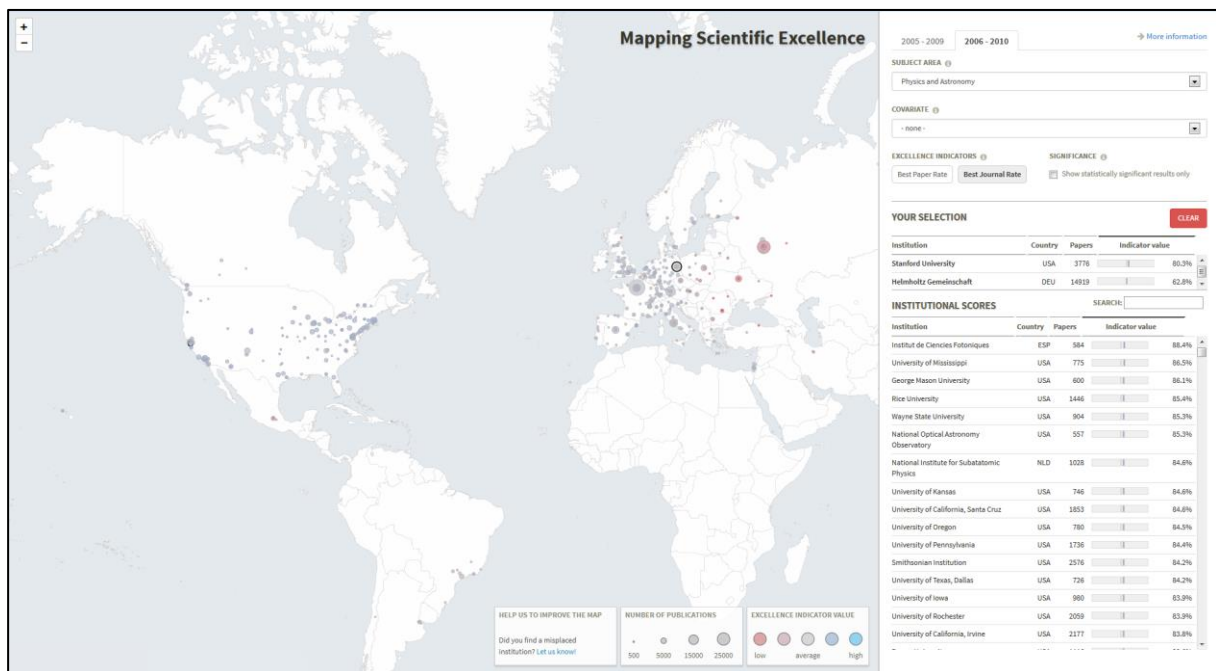 +
−
Mapping Scientific Excellence
2005 - 2009 2006 - 2010 More information
SUBJECT AREA
Physics and Astronomy
COVARIATE
- none -
EXCELLENCE INDICATORS SIGNIFICANCE
Best Paper Rate Best Journal Rate Show statistically significant results only
YOUR SELECTION CLEAR
Institution Country Papers Indicator value
Stanford University USA 3776 80.3%
Helmholtz Gemeinschaft DEU 14919 62.8%
INSTITUTIONAL SCORES SEARCH:
Institution Country Papers Indicator value
Institut de Ciencies Fotoniques ESP 584 88.4%
University of Mississippi USA 775 86.5%
George Mason University USA 600 86.1%
Rice University USA 1446 85.4%
Wayne State University USA 904 85.3%
National Optical Astronomy USA 557 85.3%
Observatory
National Institute for Subatomic NLD 1028 84.6%
Physics
University of Kansas USA 746 84.6%
University of California, Santa Cruz USA 1853 84.6%
University of Oregon USA 780 84.5%
University of Pennsylvania USA 1736 84.4%
Smithsonian Institution USA 2576 84.2%
University of Texas, Dallas USA 726 84.2%
University of Iowa USA 980 83.9%
University of Rochester USA 2059 83.9%
University of California, Irvine USA 2177 83.8%
HELP US TO IMPROVE THE MAP
Did you find a misplaced
institution? Let us know!
NUMBER OF PUBLICATIONS
500 5000 15000 25000
EXCELLENCE INDICATOR VALUE
low average high